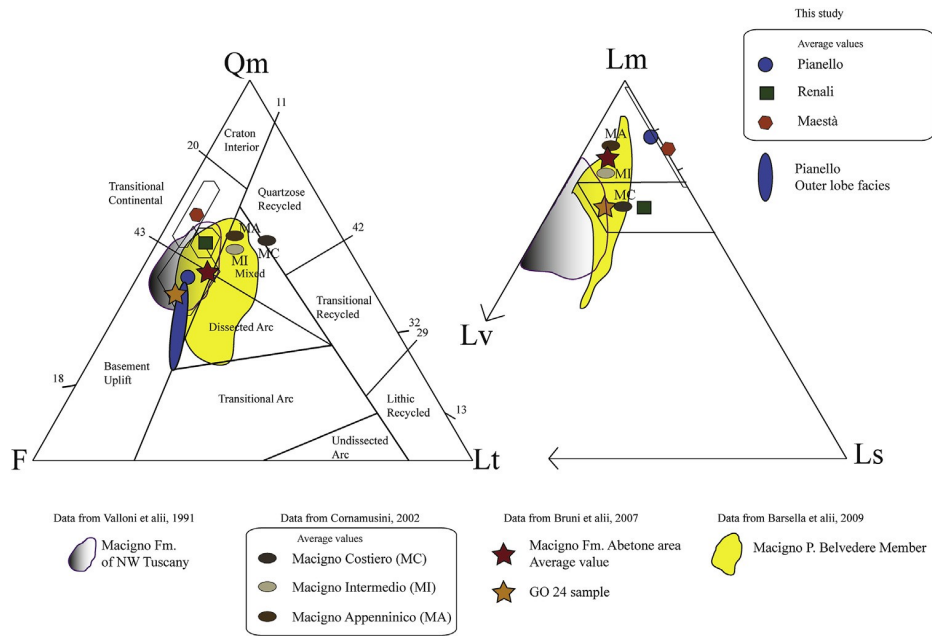 This study
Average values
Pianello
Renali
Maestà
Pianello
Outer lobe facies
Qm
11
Craton
Interior
20
Transitional
Continental
Quartzose
Recycled
43
MA
MC
MI
Mixed
42
Dissected Arc
Transitional
Recycled
32
29
Basement
Uplift
18
Transitional Arc
Lithic
Recycled
13
Undissected
Arc
F
Lt
Lm
MA
MI
MC
Lv
Ls
Data from Valloni et alii, 1991
Macigno Fm.
of NW Tuscany
Data from Cornamusini, 2002
Average values
Macigno Costiero (MC)
Macigno Intermedio (MI)
Macigno Appenninico (MA)
Data from Bruni et alii, 2007
Macigno Fm. Abetone area
Average value
GO 24 sample
Data from Barsella et alii, 2009
Macigno P. Belvedere Member